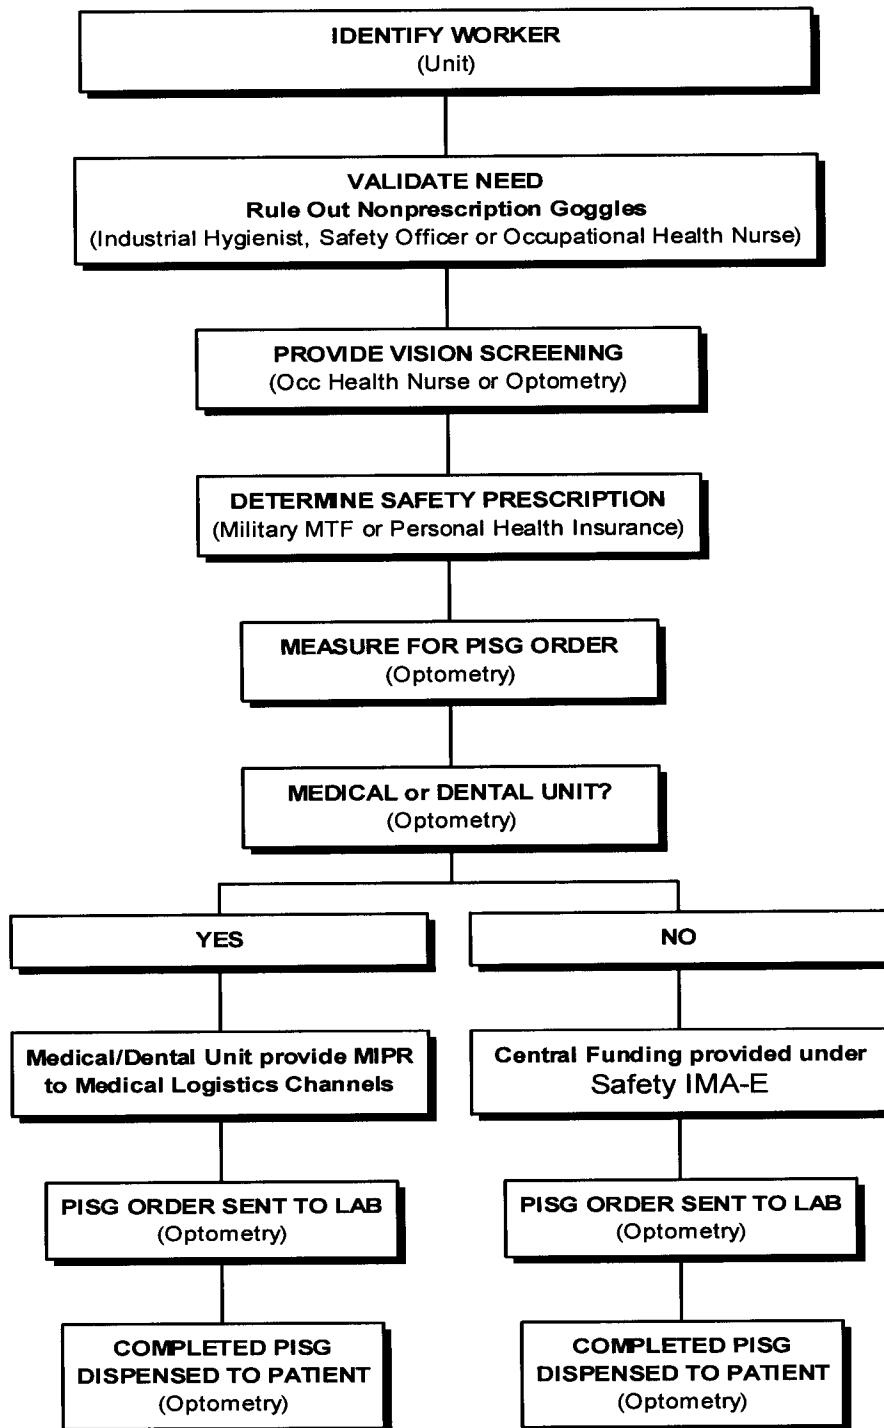 IDENTIFY WORKER
(Unit)
VALIDATE NEED
Rule Out Nonprescription Goggles
(Industrial Hygienist, Safety Officer or Occupational Health Nurse)
PROVIDE VISION SCREENING
(Occ Health Nurse or Optometry)
DETERMINE SAFETY PRESCRIPTION
(Military MTF or Personal Health Insurance)
MEASURE FOR PISG ORDER
(Optometry)
MEDICAL or DENTAL UNIT?
(Optometry)
YES
NO
Medical/Dental Unit provide MIPR
to Medical Logistics Channels
Central Funding provided under
Safety IMA-E
PISG ORDER SENT TO LAB
(Optometry)
PISG ORDER SENT TO LAB
(Optometry)
COMPLETED PISG
DISPENSED TO PATIENT
(Optometry)
COMPLETED PISG
DISPENSED TO PATIENT
(Optometry)